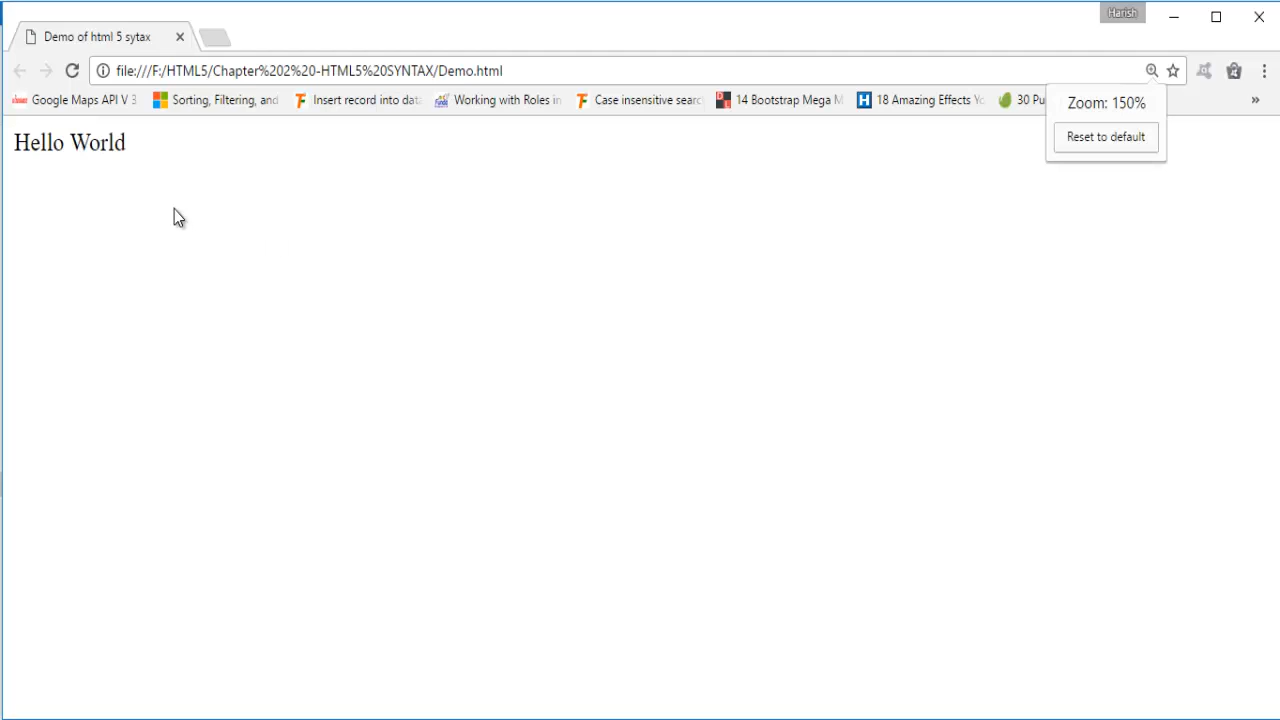 Harish
Demo of html 5 sytax
file:///F:/HTML5/Chapter%202%20-HTML5%20SYNTAX/Demo.html
Google Maps API V 3 Sorting, Filtering, and Insert record into data Working with Roles in Case insensitive searc 14 Bootstrap Mega M 18 Amazing Effects Yo 30 Pu »
Zoom: 150%
Reset to default
Hello World